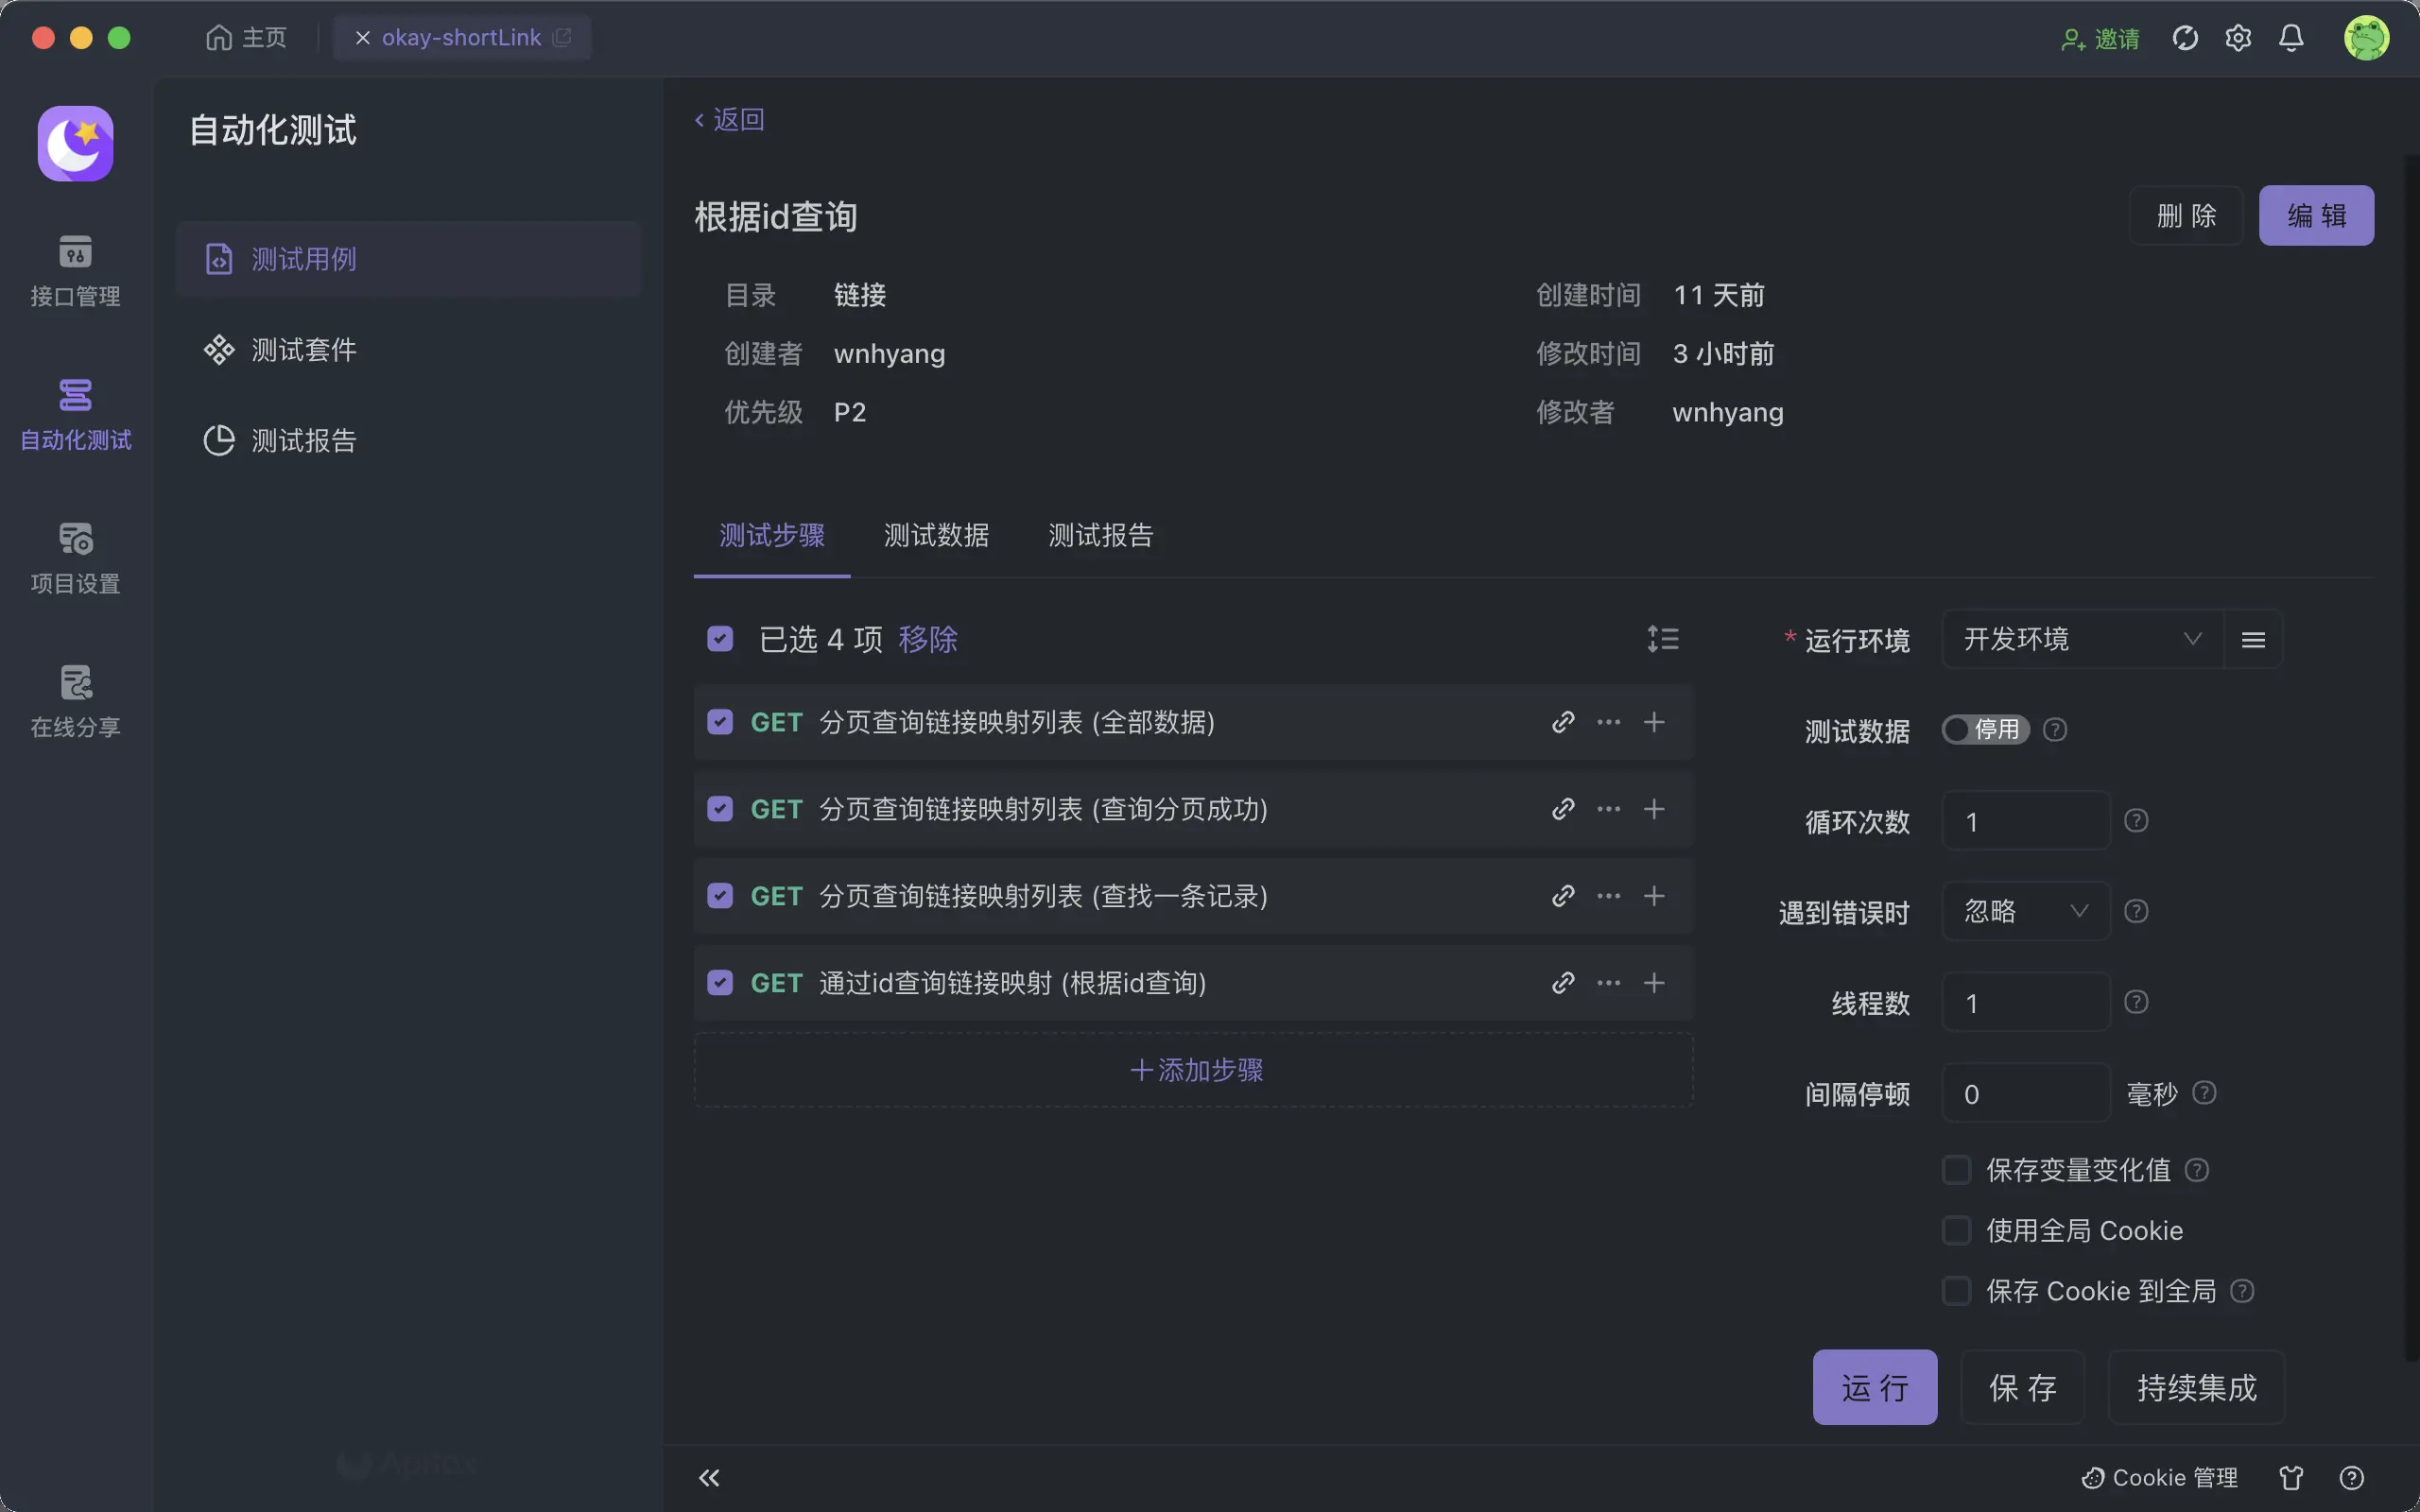 主页
okay-shortLink
邀请
接口管理
自动化测试
项目设置
在线分享
自动化测试
测试用例
测试套件
测试报告
返回
根据id查询
删 除
编 辑
目录 链接
创建时间 11 天前
创建者 wnhyang
修改时间 3 小时前
优先级 P2
修改者 wnhyang
测试步骤
测试数据
测试报告
已选 4 项 移除
GET 分页查询链接映射列表 (全部数据)
GET 分页查询链接映射列表 (查询分页成功)
GET 分页查询链接映射列表 (查找一条记录)
GET 通过id查询链接映射 (根据id查询)
添加步骤
* 运行环境 开发环境
测试数据 停用
循环次数 1
遇到错误时 忽略
线程数 1
间隔停顿 0 毫秒
保存变量变化值
使用全局 Cookie
保存 Cookie 到全局
运 行
保 存
持续集成
Cookie 管理